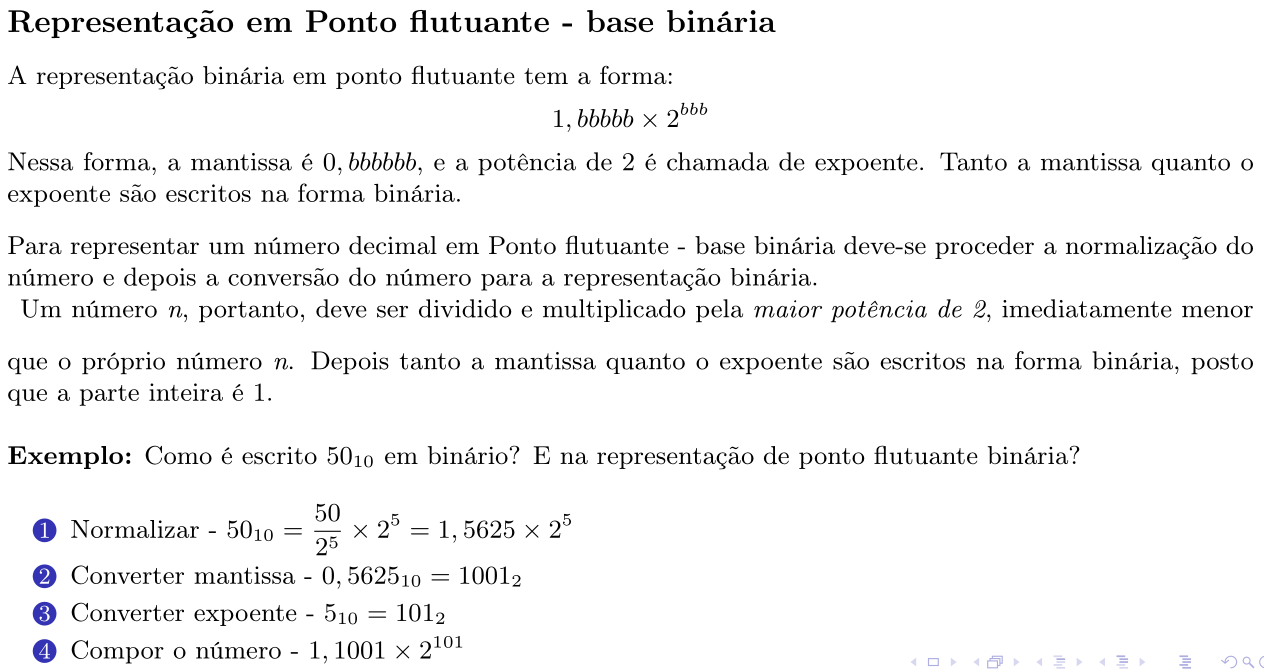 Representação em Ponto flutuante - base binária
A representação binária em ponto flutuante tem a forma:
1, bbbbb × 2^{bbb}
Nessa forma, a mantissa é 0, bbbbbb, e a potência de 2 é chamada de expoente. Tanto a mantissa quanto o
expoente são escritos na forma binária.
Para representar um número decimal em Ponto flutuante - base binária deve-se proceder a normalização do
número e depois a conversão do número para a representação binária.
Um número n, portanto, deve ser dividido e multiplicado pela maior potência de 2, imediatamente menor
que o próprio número n. Depois tanto a mantissa quanto o expoente são escritos na forma binária, posto
que a parte inteira é 1.
Exemplo: Como é escrito 50_{10} em binário? E na representação de ponto flutuante binária?
1 Normalizar - 50_{10} = \frac{50}{2^5} × 2^5 = 1, 5625 × 2^5
2 Converter mantissa - 0, 5625_{10} = 1001_2
3 Converter expoente - 5_{10} = 101_2
4 Compor o número - 1, 1001 × 2^{101}